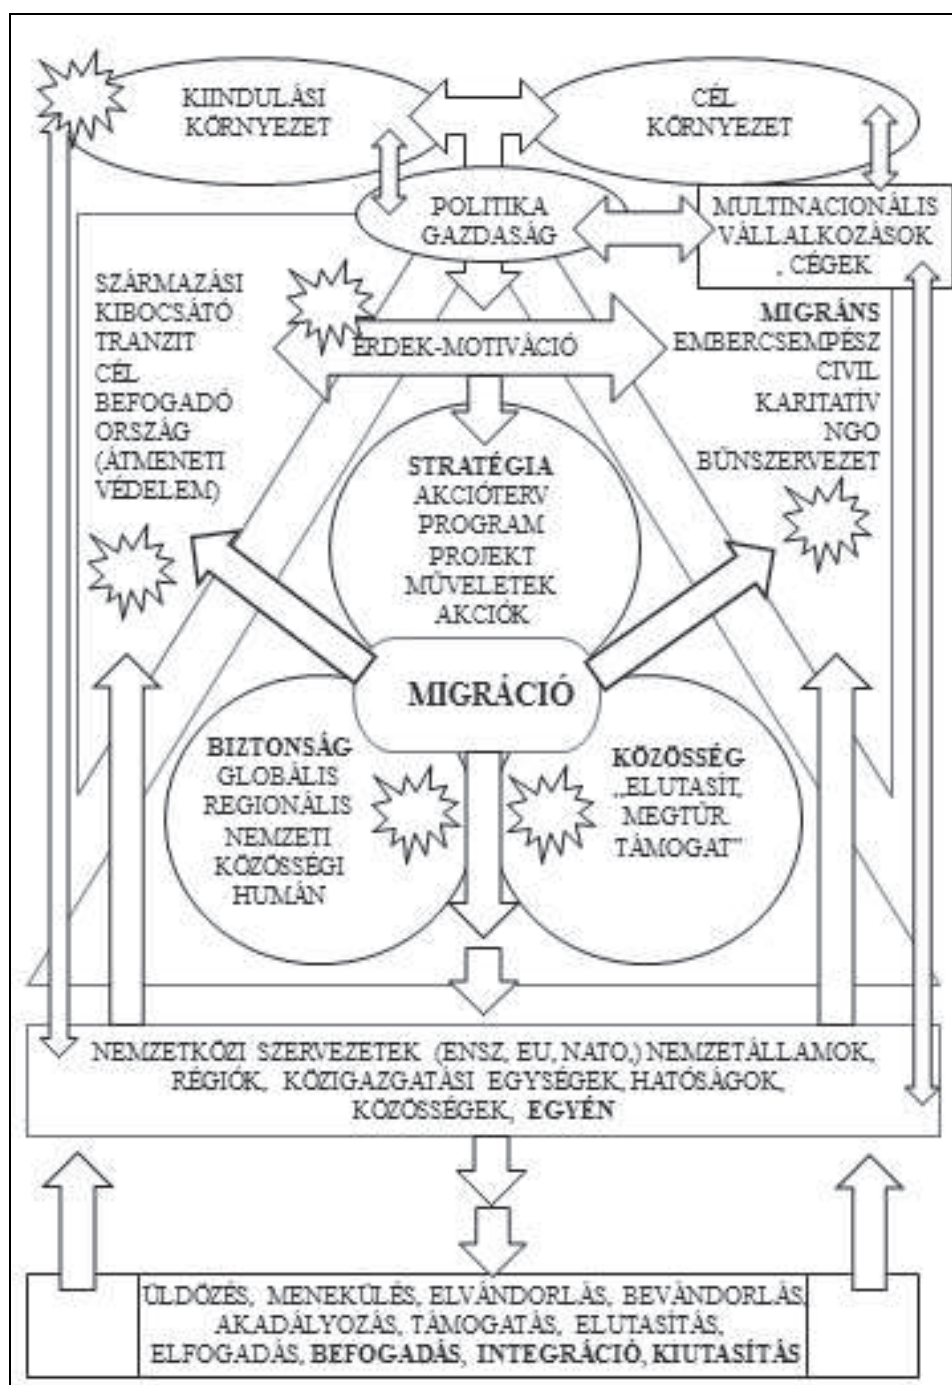 KIINDULÁSI
KÖRNYEZET
CÉL
KÖRNYEZET
POLITIKA
GAZDASÁG
MULTINACIONÁLIS
VÁLLALKOZÁSOK
, CÉGEK
SZÁRMAZÁSI
KIBOCSÁTÓ
TRANZIT
CÉL
BEFOGADÓ
ORSZÁG
(ÁTMENETI
VÉDELEM)
ÉRDEK-MOTIVÁCIÓ
MIGRÁNS
EMBERCSEMPÉSZ
CIVIL
KARITATÍV
NGO
BŰNSZERVEZET
STRATÉGIA
AKCIÓTERV
PROGRAM
PROJEKT
MŰVELETEK
AKCIÓK
MIGRÁCIÓ
BIZTONSÁG
GLOBÁLIS
REGIONÁLIS
NEMZETI
KÖZÖSSÉGI
HUMÁN
KÖZÖSSÉG
„ELUTASÍT,
MEGTŰR.
TÁMOGAT”
NEMZETKÖZI SZERVEZETEK (ENSZ, EU, NATO,) NEMZETÁLLAMOK,
RÉGIÓK, KÖZIGAZGATÁSI EGYSÉGEK, HATÓSÁGOK,
KÖZÖSSÉGEK, EGYÉN
ÜLDÖZÉS, MENEKÜLÉS, ELVÁNDORLÁS, BEVÁNDORLÁS,
AKADÁLYOZÁS, TÁMOGATÁS, ELUTASÍTÁS,
ELFOGADÁS, BEFOGADÁS, INTEGRÁCIÓ, KIUTASÍTÁS